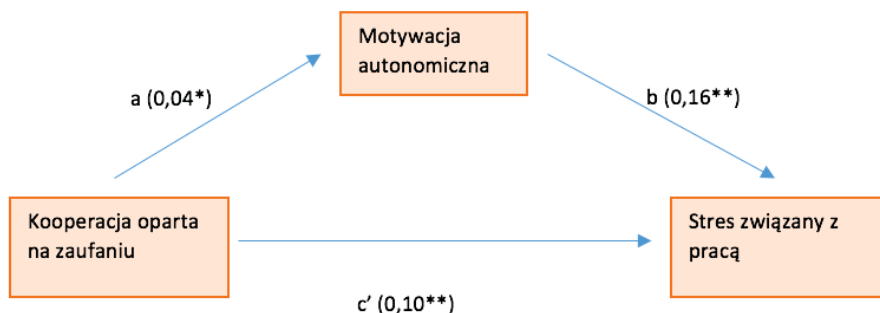 Motywacja
autonomiczna
a (0,04*)
b (0,16**)
Kooperacja oparta
na zaufaniu
Stres związany z
pracą
c’ (0,10**)